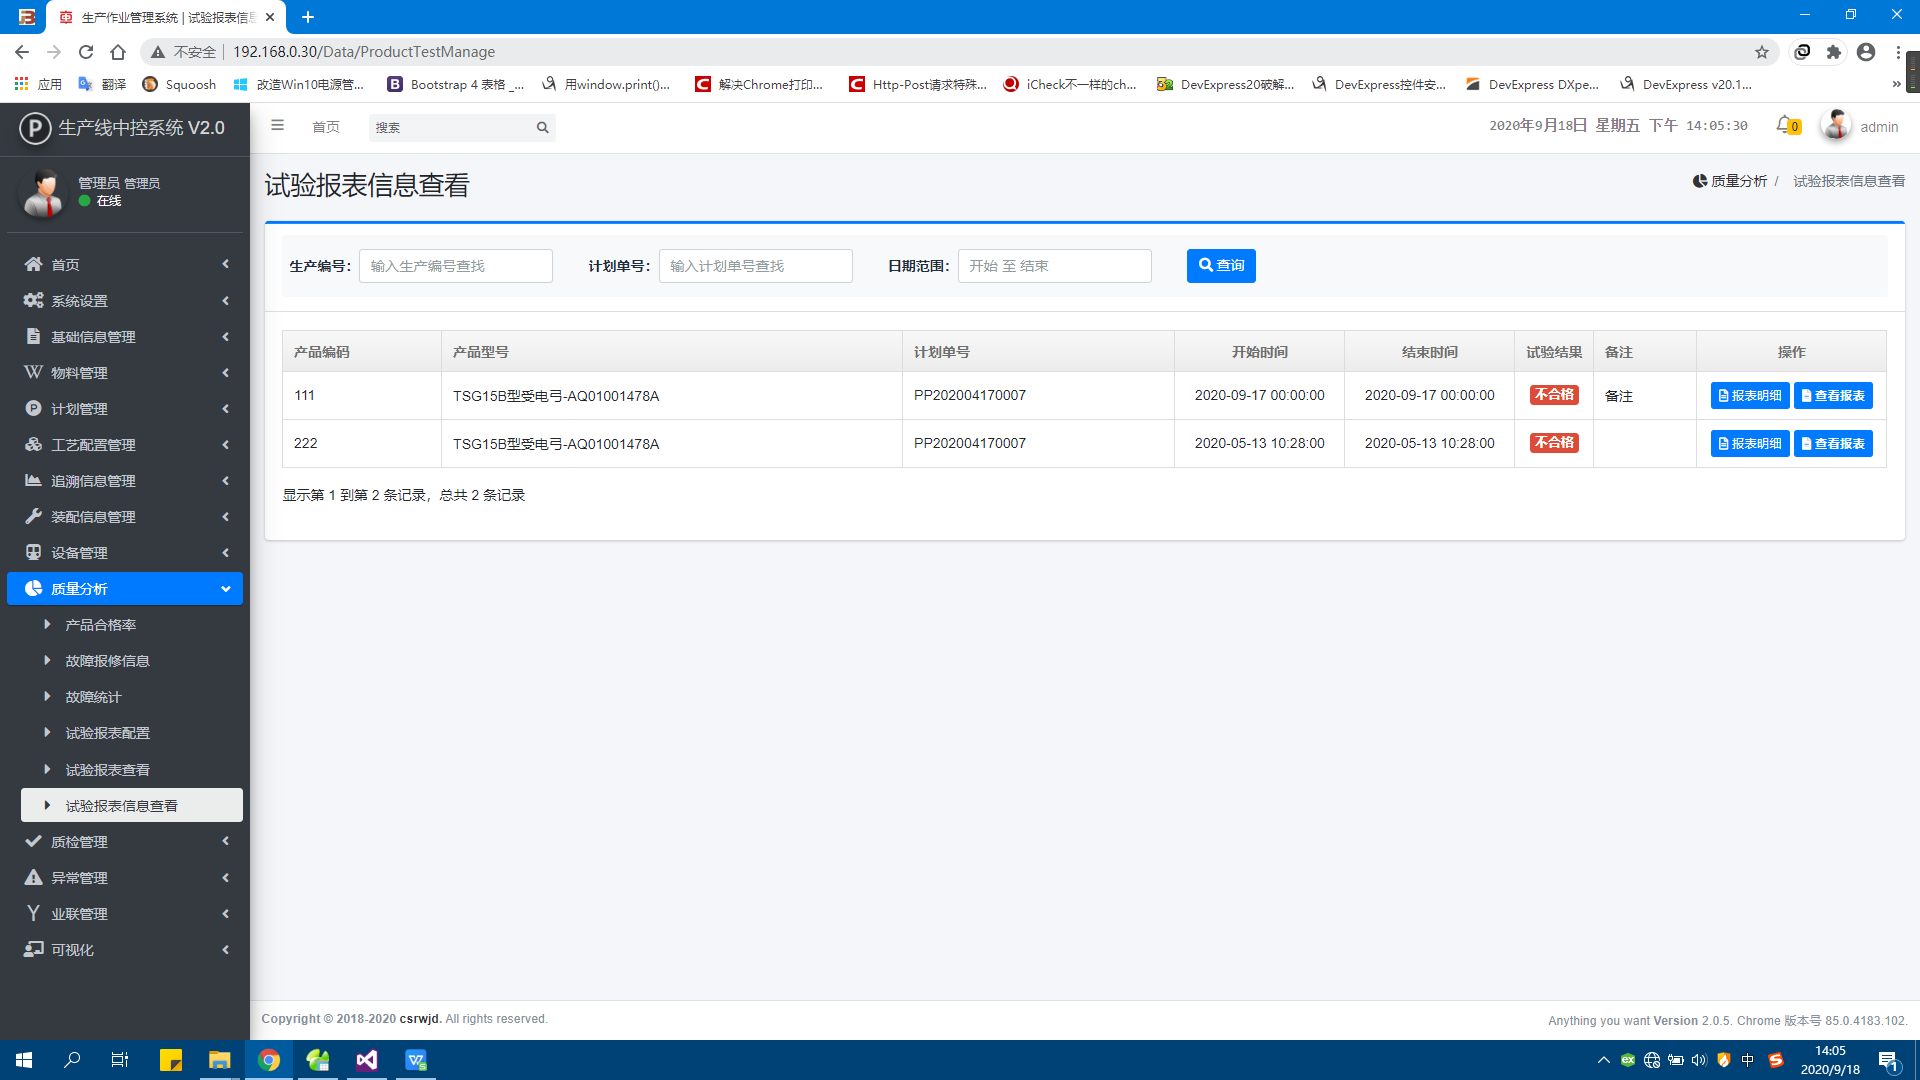 生产作业管理系统 | 试验报表信息
不安全 | 192.168.0.30/Data/ProductTestManage
应用 翻译 Squoosh 改造Win10电源管... Bootstrap 4 表格 _... 用window.print()... 解决Chrome打印... Http-Post请求特殊... iCheck不一样的ch... DevExpress20破解... DevExpress控件安... DevExpress DXpe... DevExpress v20.1... »
生产线中控系统 V2.0
首页 搜索 2020年9月18日 星期五 下午 14:05:30 0 admin
管理员 管理员
在线
首页
系统设置
基础信息管理
物料管理
计划管理
工艺配置管理
追溯信息管理
装配信息管理
设备管理
质量分析
产品合格率
故障报修信息
故障统计
试验报表配置
试验报表查看
试验报表信息查看
质检管理
异常管理
业联管理
可视化
试验报表信息查看
质量分析 / 试验报表信息查看
生产编号: 输入生产编号查找 计划单号: 输入计划单号查找 日期范围: 开始 至 结束 查询
产品编码 产品型号 计划单号 开始时间 结束时间 试验结果 备注 操作
111 TSG15B型受电弓-AQ01001478A PP202004170007 2020-09-17 00:00:00 2020-09-17 00:00:00 不合格 备注 报表明细 查看报表
222 TSG15B型受电弓-AQ01001478A PP202004170007 2020-05-13 10:28:00 2020-05-13 10:28:00 不合格 报表明细 查看报表
显示第 1 到第 2 条记录，总共 2 条记录
Copyright © 2018-2020 csrwjd. All rights reserved.
Anything you want Version 2.0.5. Chrome 版本号 85.0.4183.102.
中 14:05
2020/9/18
1